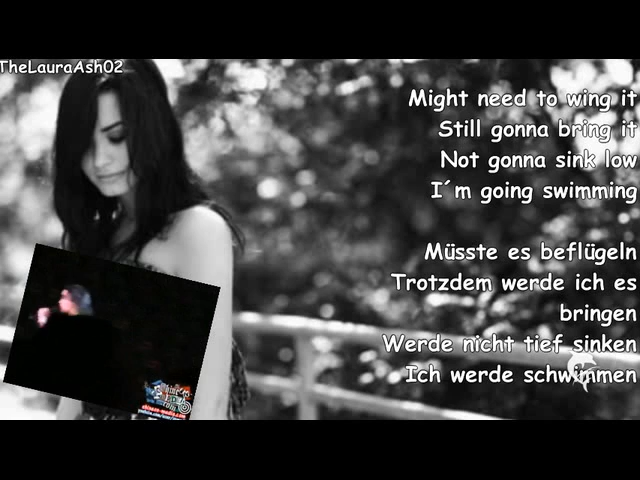 TheLauraAsh02
Might need to wing it
Still gonna bring it
Not gonna sink low
I´m going swimming
Müsste es beflügeln
Trotzdem werde ich es
bringen
Werde nicht tief sinken
Ich werde schwimmen